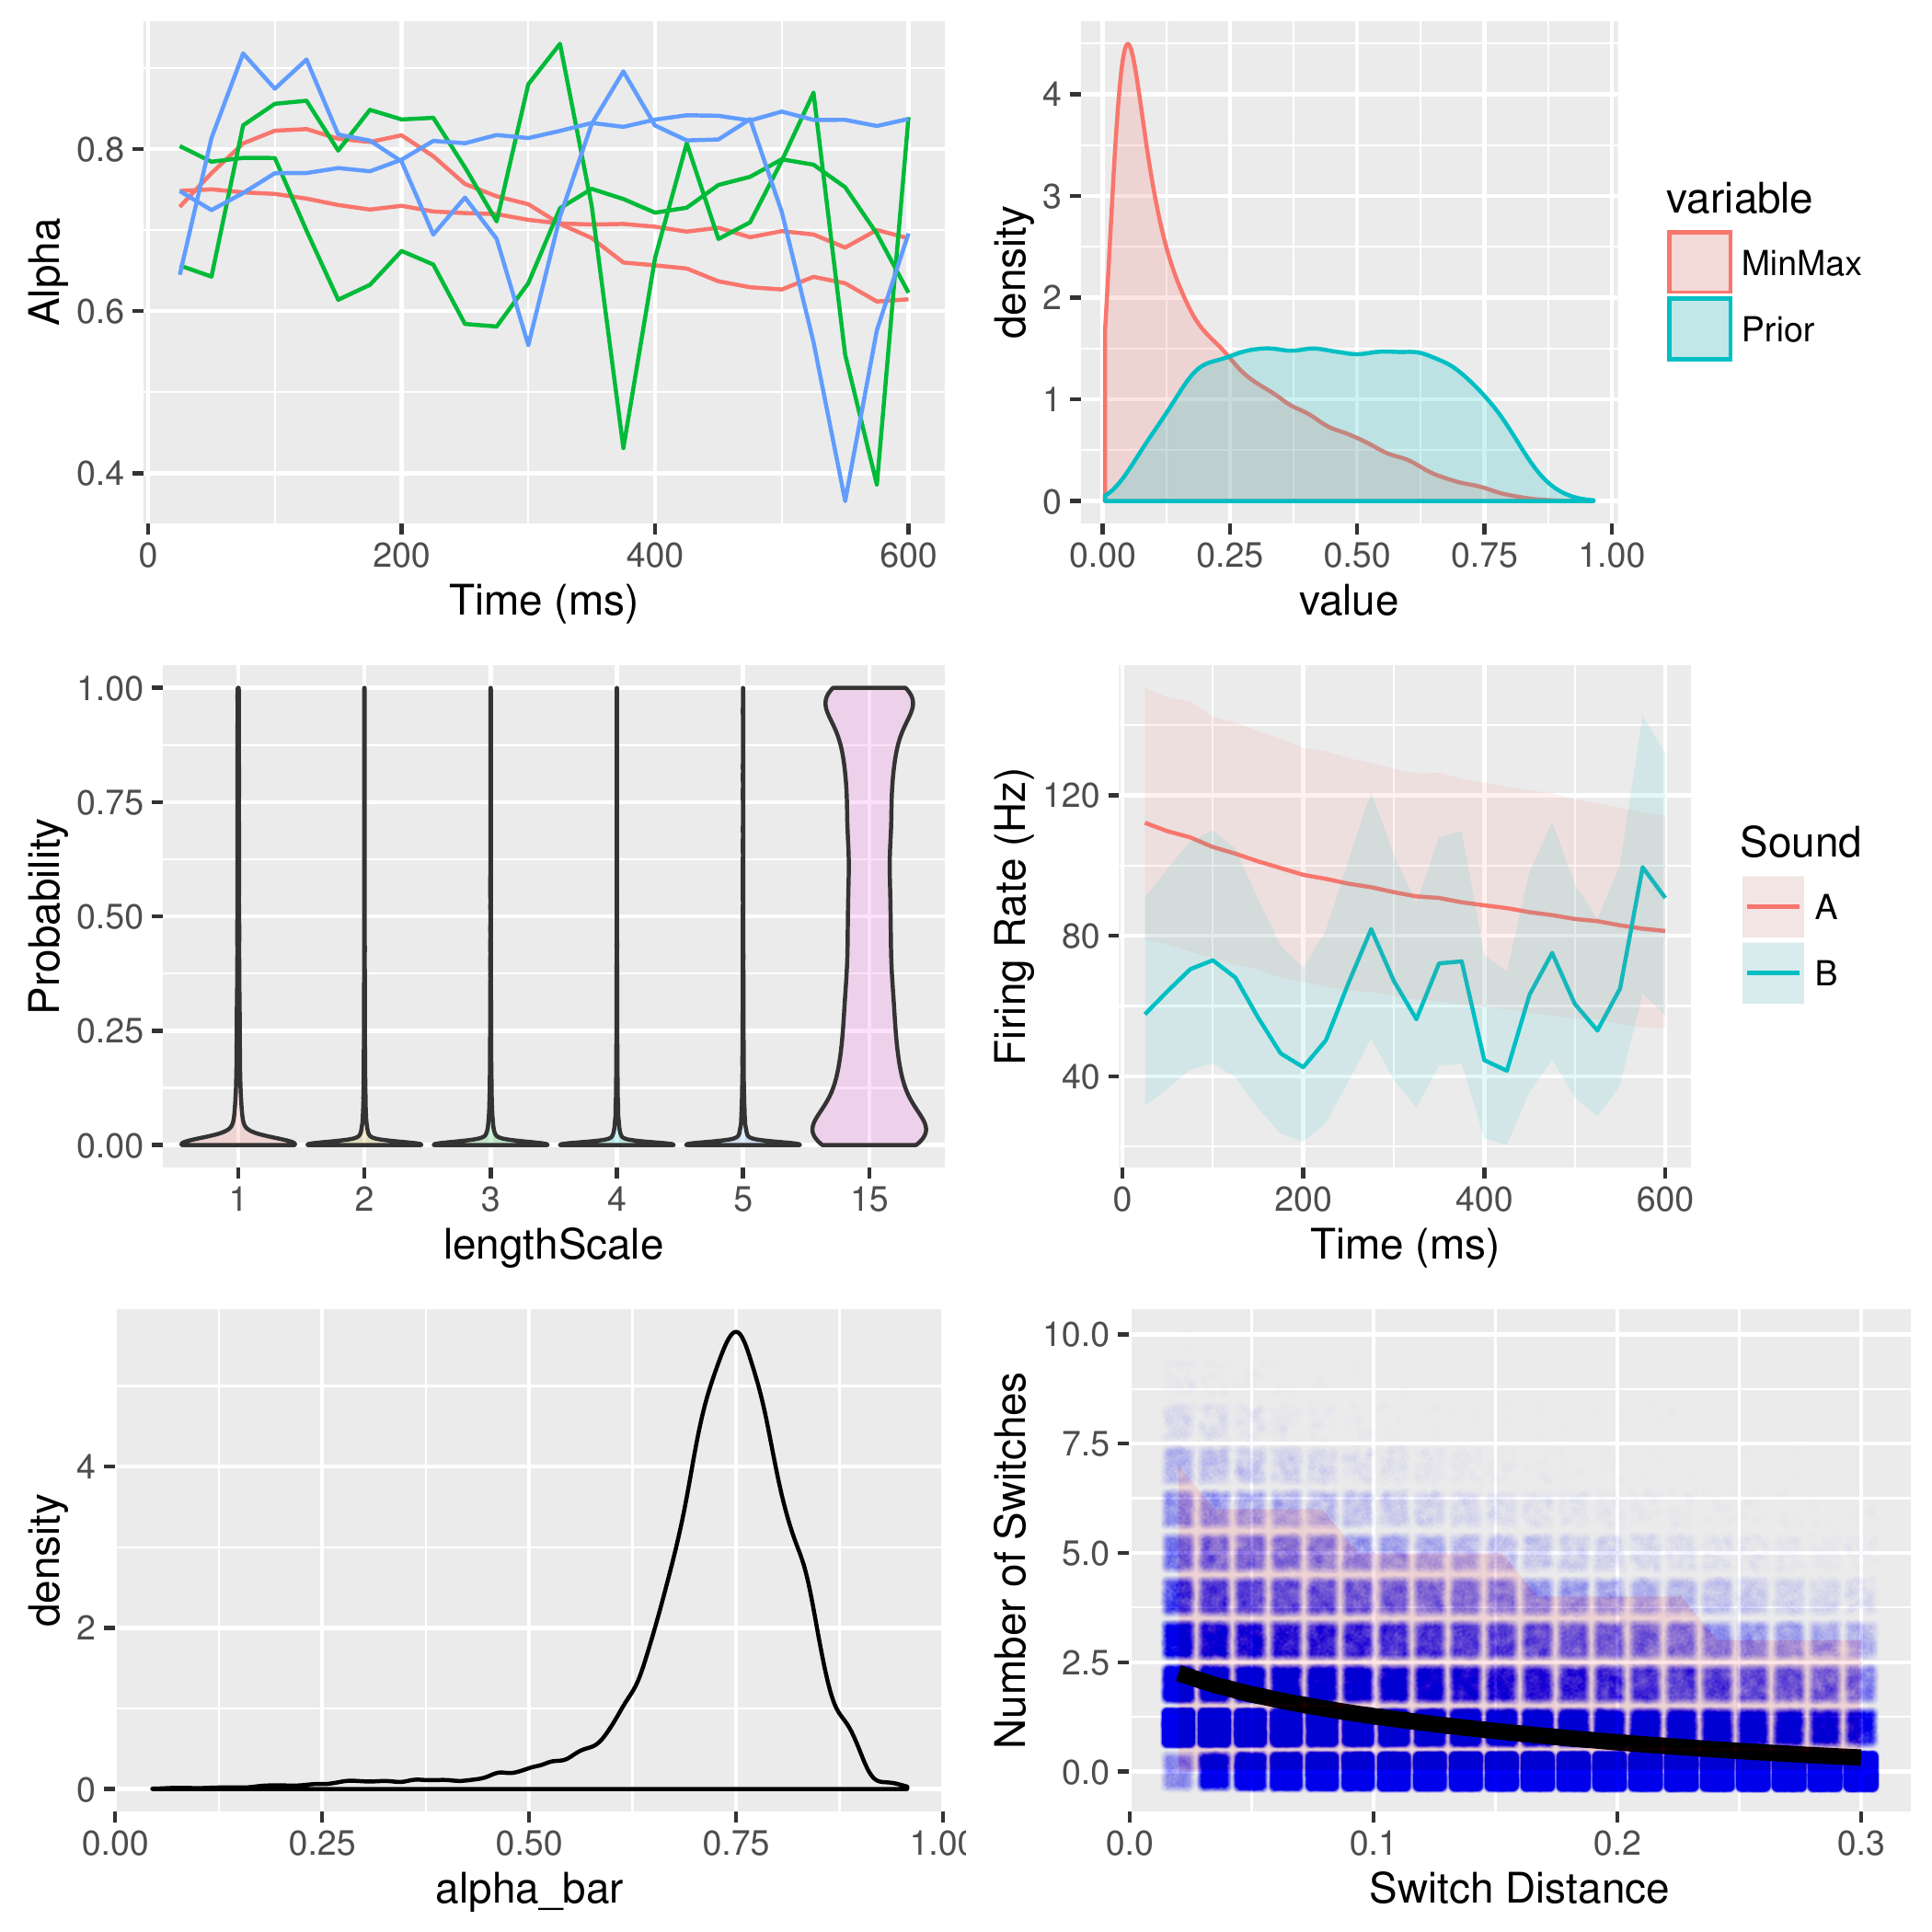 Alpha
0.8
0.6
0.4
0 200 400 600
Time (ms)
density
4
3
2
1
0
0.00 0.25 0.50 0.75 1.00
value
variable
MinMax
Prior
Probability
1.00
0.75
0.50
0.25
0.00
1 2 3 4 5 15
lengthScale
Firing Rate (Hz)
120
80
40
0 200 400 600
Time (ms)
Sound
A
B
density
4
2
0
0.00 0.25 0.50 0.75 1.00
alpha_bar
Number of Switches
10.0
7.5
5.0
2.5
0.0
0.0 0.1 0.2 0.3
Switch Distance